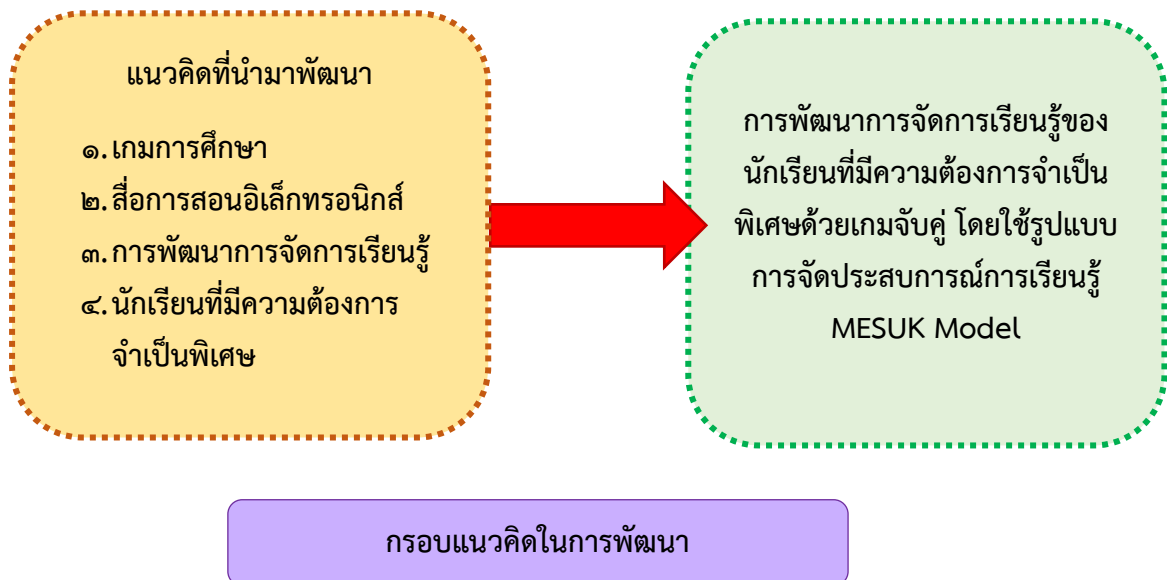 แนวคิดที่นำมาพัฒนา
๑. เกมการศึกษา
๒. สื่อการสอนอิเล็กทรอนิกส์
๓. การพัฒนาการจัดการเรียนรู้
๔. นักเรียนที่มีความต้องการ
จำเป็นพิเศษ
การพัฒนาการจัดการเรียนรู้ของ
นักเรียนที่มีความต้องการจำเป็น
พิเศษด้วยเกมจับคู่ โดยใช้รูปแบบ
การจัดประสบการณ์การเรียนรู้
MESUK Model
กรอบแนวคิดในการพัฒนา